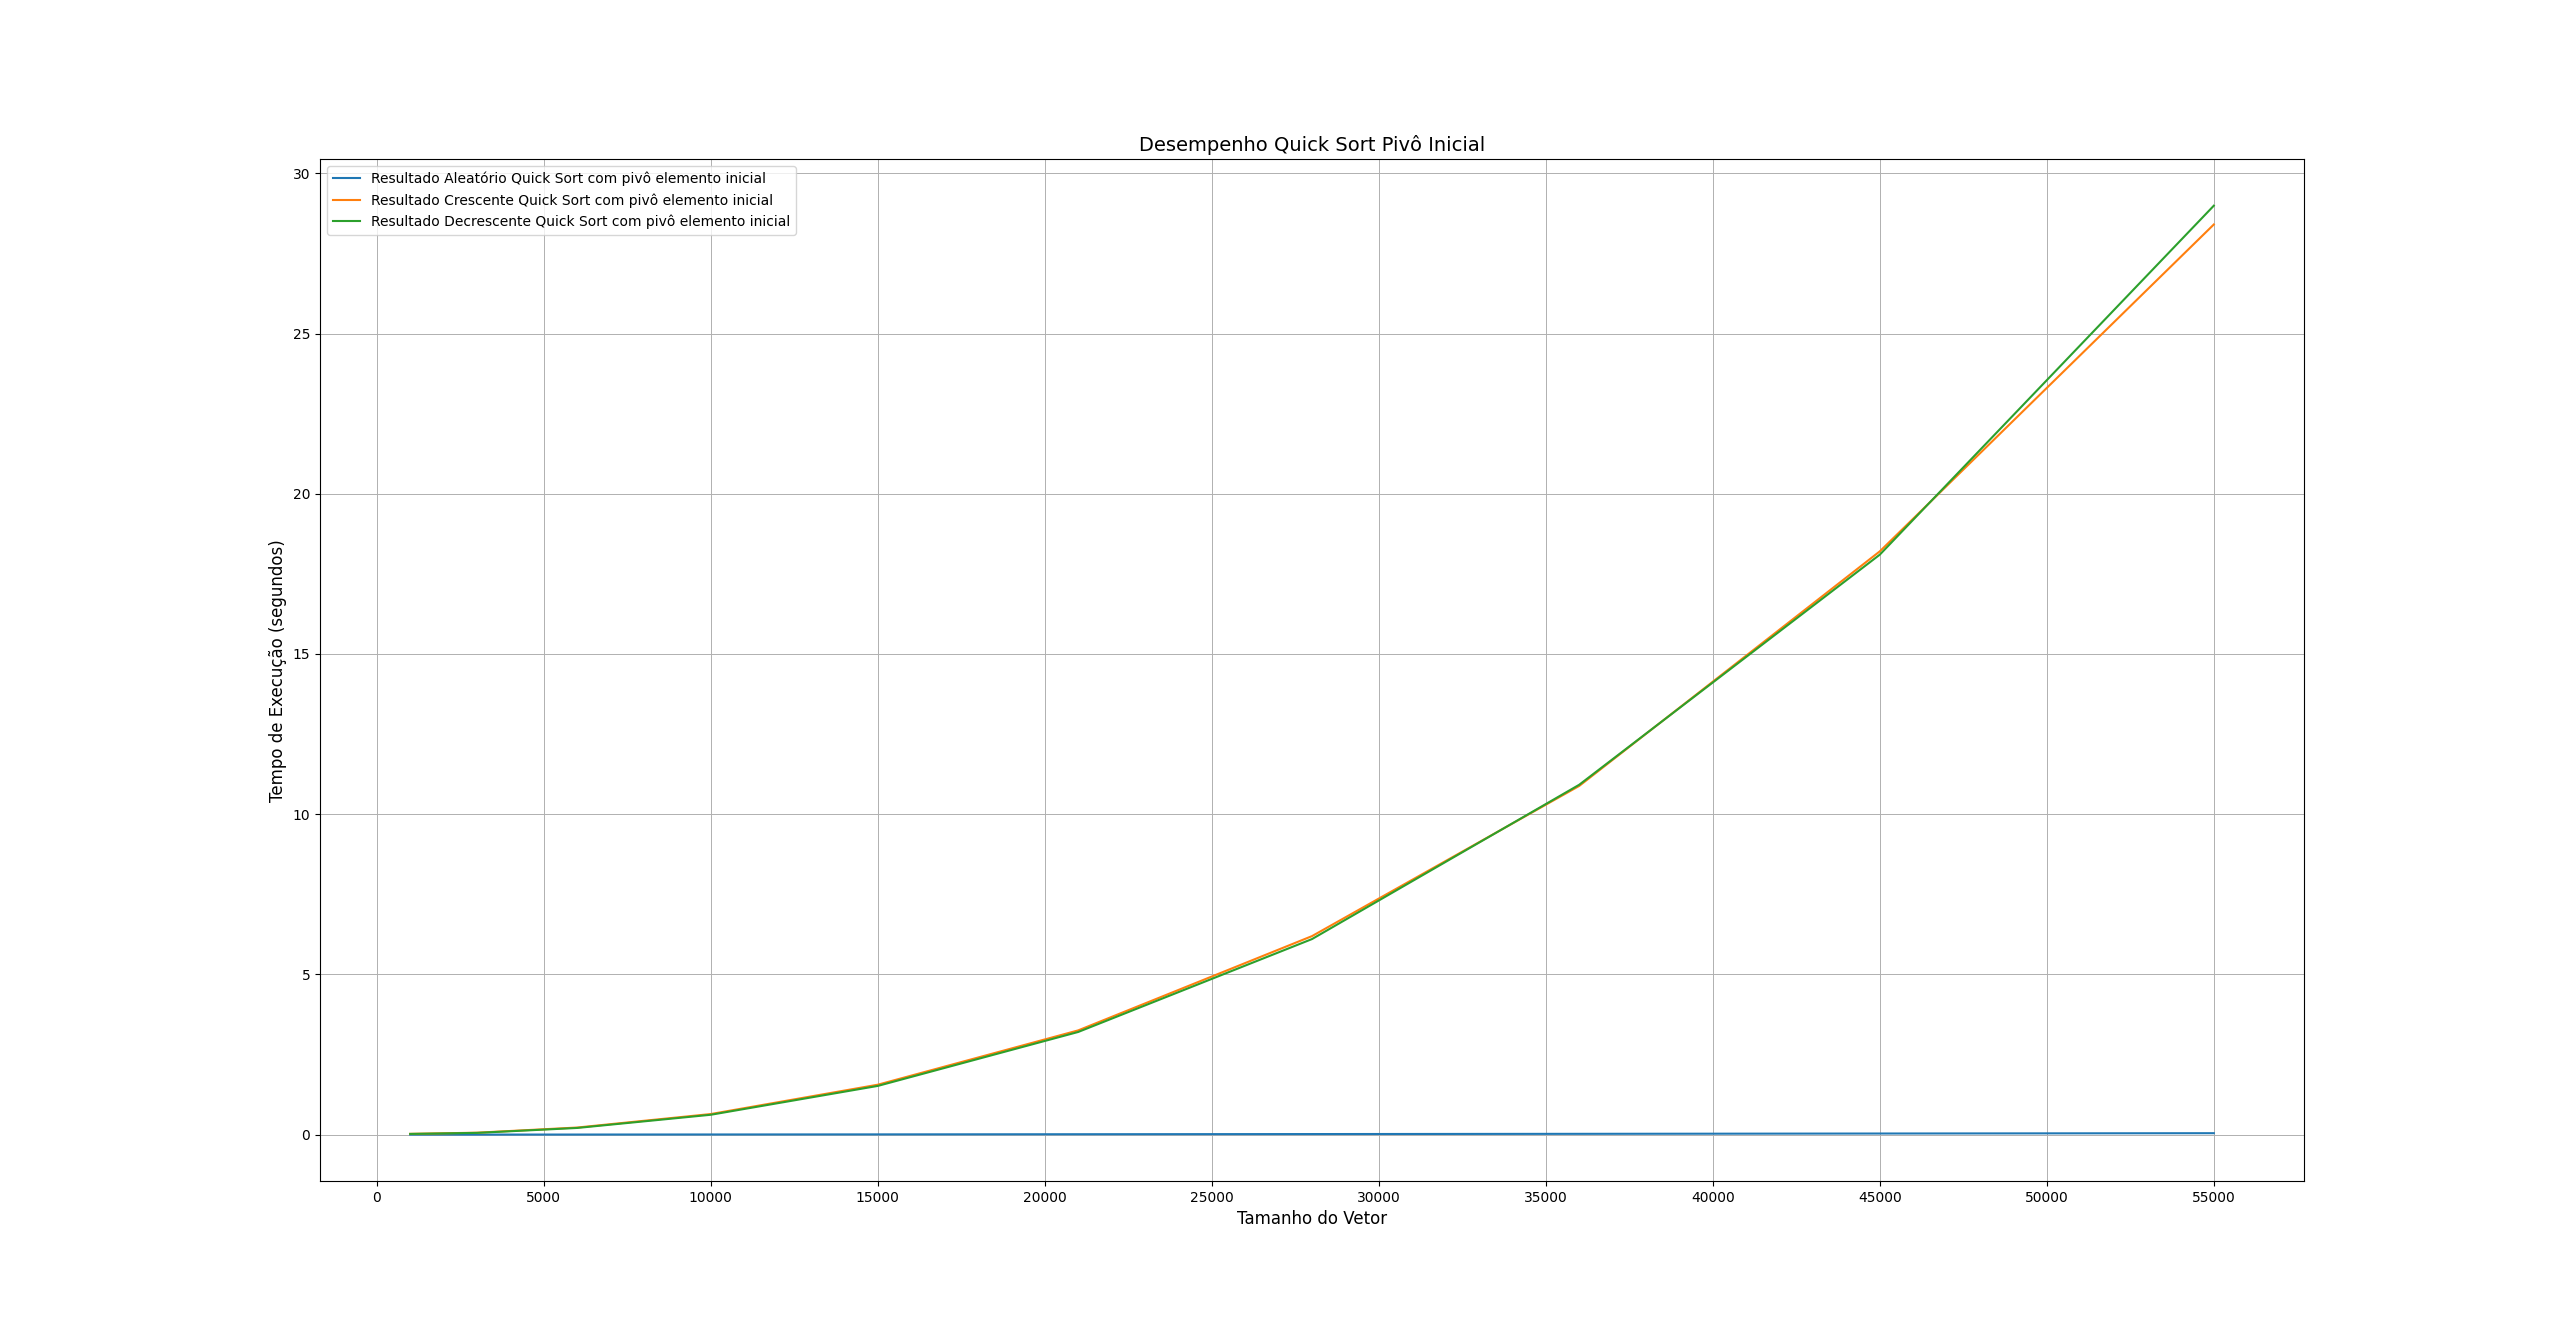 Desempenho Quick Sort Pivô Inicial
Resultado Aleatório Quick Sort com pivô elemento inicial
Resultado Crescente Quick Sort com pivô elemento inicial
Resultado Decrescente Quick Sort com pivô elemento inicial
Tempo de Execução (segundos)
30
25
20
15
10
5
0
0 5000 10000 15000 20000 25000 30000 35000 40000 45000 50000 55000
Tamanho do Vetor